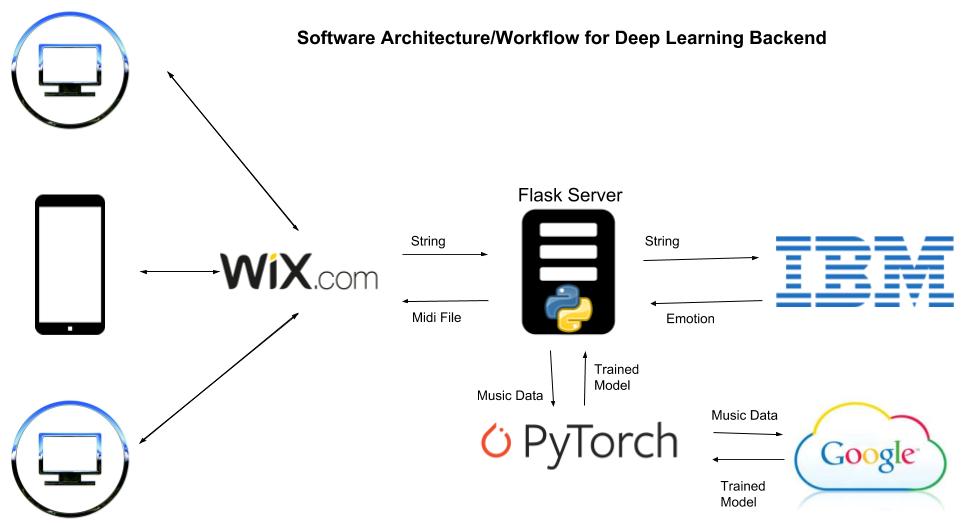 Software Architecture/Workflow for Deep Learning Backend
Flask Server
String
String
WiX.com
IBM
Midi File
Emotion
Trained
Model
Music Data
Music Data
PyTorch
Google
Trained
Model